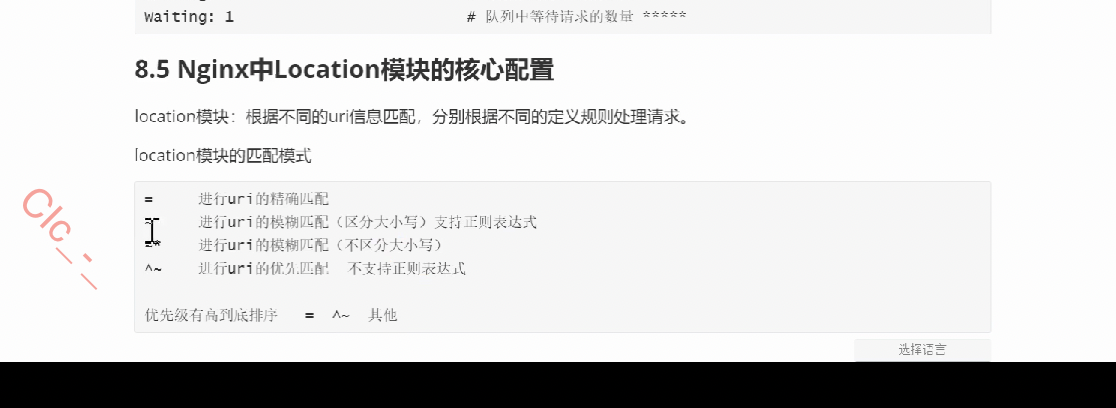 Waiting: 1 # 队列中等待请求的数量 *****
8.5 Nginx中Location模块的核心配置
location模块：根据不同的uri信息匹配，分别根据不同的定义规则处理请求。
location模块的匹配模式
= 进行uri的精确匹配
~ 进行uri的模糊匹配（区分大小写）支持正则表达式
~* 进行uri的模糊匹配（不区分大小写）
^~ 进行uri的优先匹配 不支持正则表达式
优先级有高到底排序 = ^~ 其他
选择语言